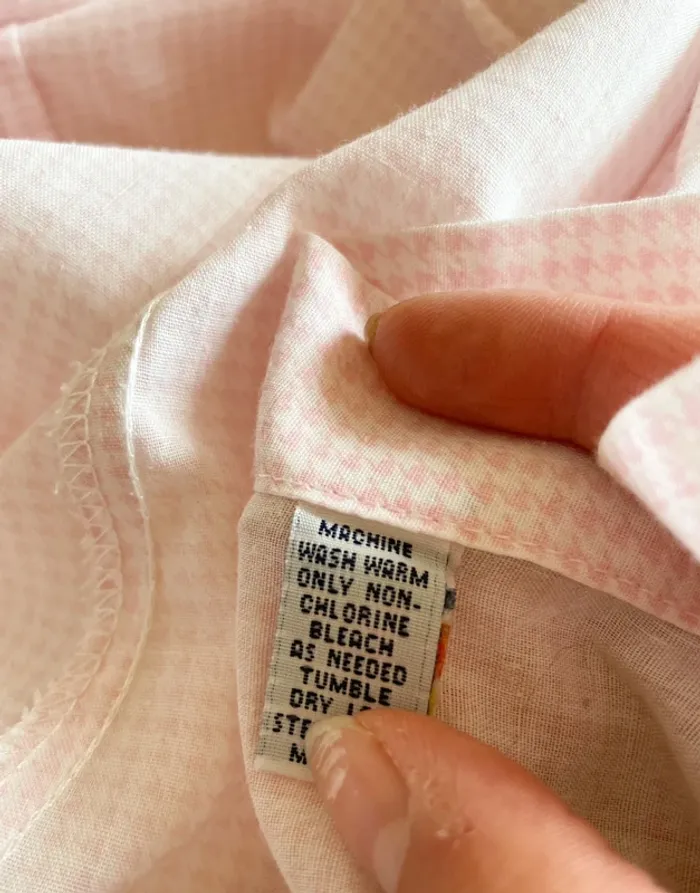 MACHINE
WASH WARM
ONLY NON-
CHLORINE
BLEACH
AS NEEDED
TUMBLE
DRY